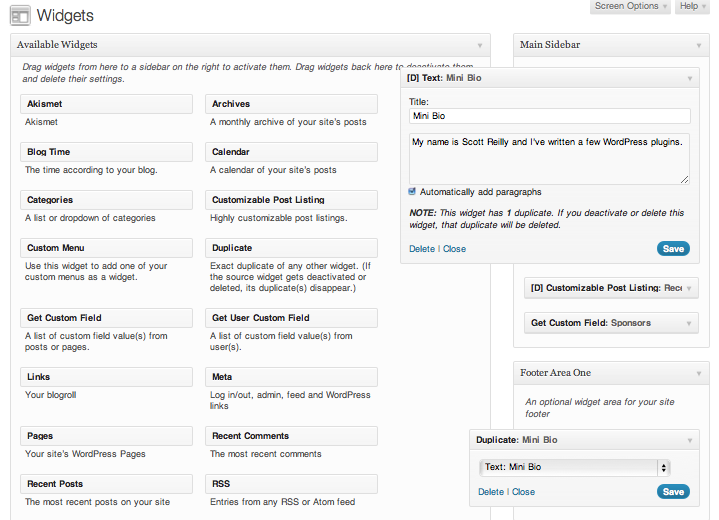 Widgets
Screen Options
Help
Available Widgets
Drag widgets from here to a sidebar on the right to activate them. Drag widgets back here to deactivate them
and delete their settings.
Akismet
Akismet
Archives
A monthly archive of your site's posts
Blog Time
The time according to your blog.
Calendar
A calendar of your site's posts
Categories
A list or dropdown of categories
Customizable Post Listing
Highly customizable post listings.
Custom Menu
Use this widget to add one of your
custom menus as a widget.
Duplicate
Exact duplicate of any other widget. (If
the source widget gets deactivated or
deleted, its duplicate(s) disappear.)
Get Custom Field
A list of custom field value(s) from
posts or pages.
Get User Custom Field
A list of custom field value(s) from
user(s).
Links
Your blogroll
Meta
Log in/out, admin, feed and WordPress
links
Pages
Your site's WordPress Pages
Recent Comments
The most recent comments
Recent Posts
The most recent posts on your site
RSS
Entries from any RSS or Atom feed
Main Sidebar
[D] Text: Mini Bio
Title:
Mini Bio
My name is Scott Reilly and I've written a few WordPress plugins.
Automatically add paragraphs
NOTE: This widget has 1 duplicate. If you deactivate or delete this
widget, that duplicate will be deleted.
Delete | Close
Save
[D] Customizable Post Listing: Rece
Get Custom Field: Sponsors
Footer Area One
An optional widget area for your site
footer
Duplicate: Mini Bio
Text: Mini Bio
Delete | Close
Save